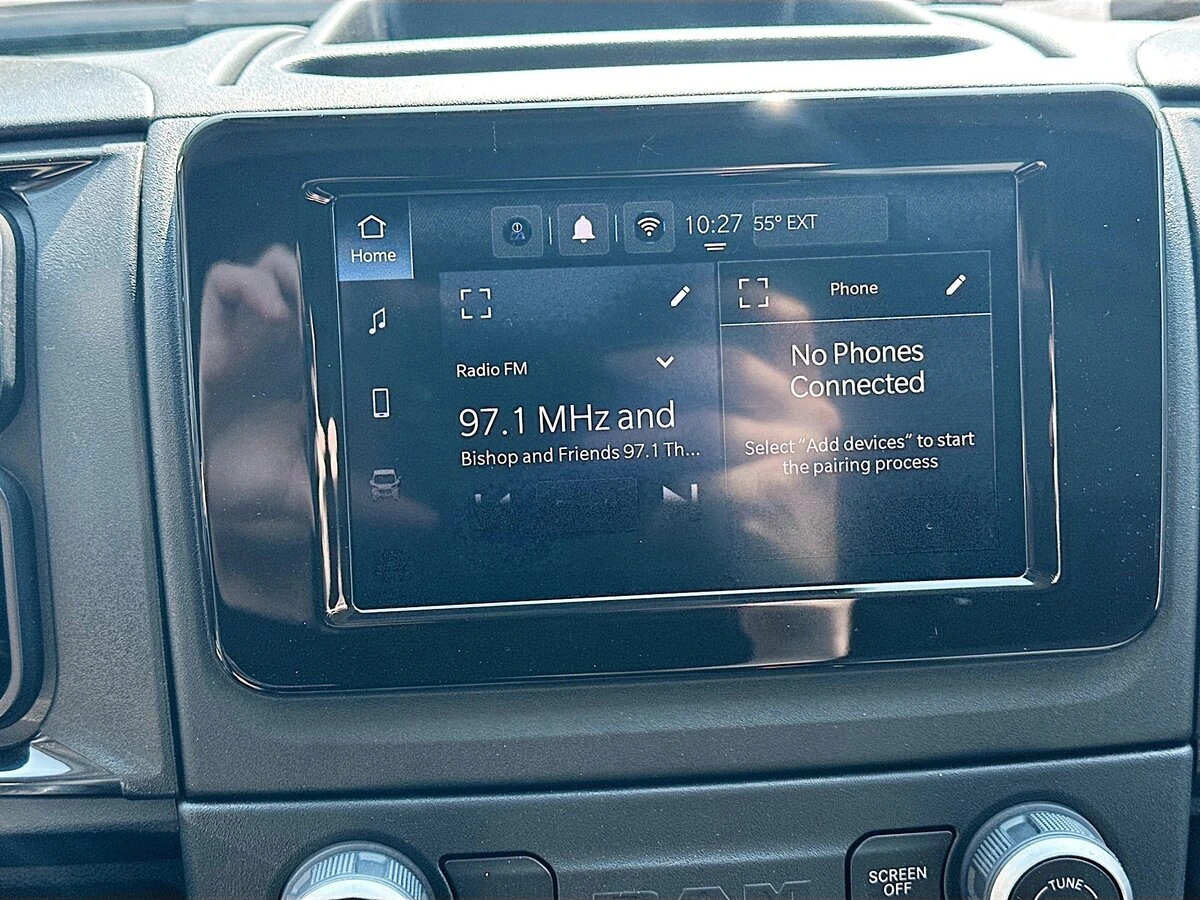 10:27 55° EXT
Home
Phone
Radio FM
97.1 MHz and
Bishop and Friends 97.1 Th...
No Phones
Connected
Select "Add devices" to start
the pairing process
RAM
SCREEN
OFF
TUNE